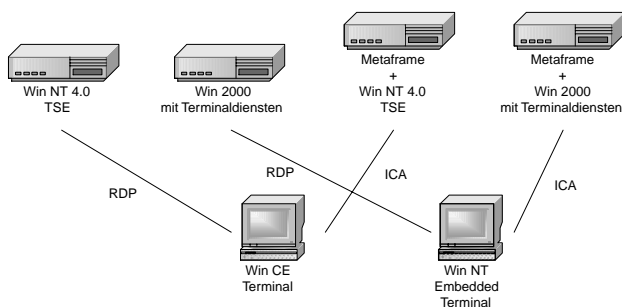 Win NT 4.0
TSE
Win 2000
mit Terminaldiensten
Metaframe
+
Win NT 4.0
TSE
Metaframe
+
Win 2000
mit Terminaldiensten
RDP
RDP
ICA
ICA
Win CE
Terminal
Win NT
Embedded
Terminal